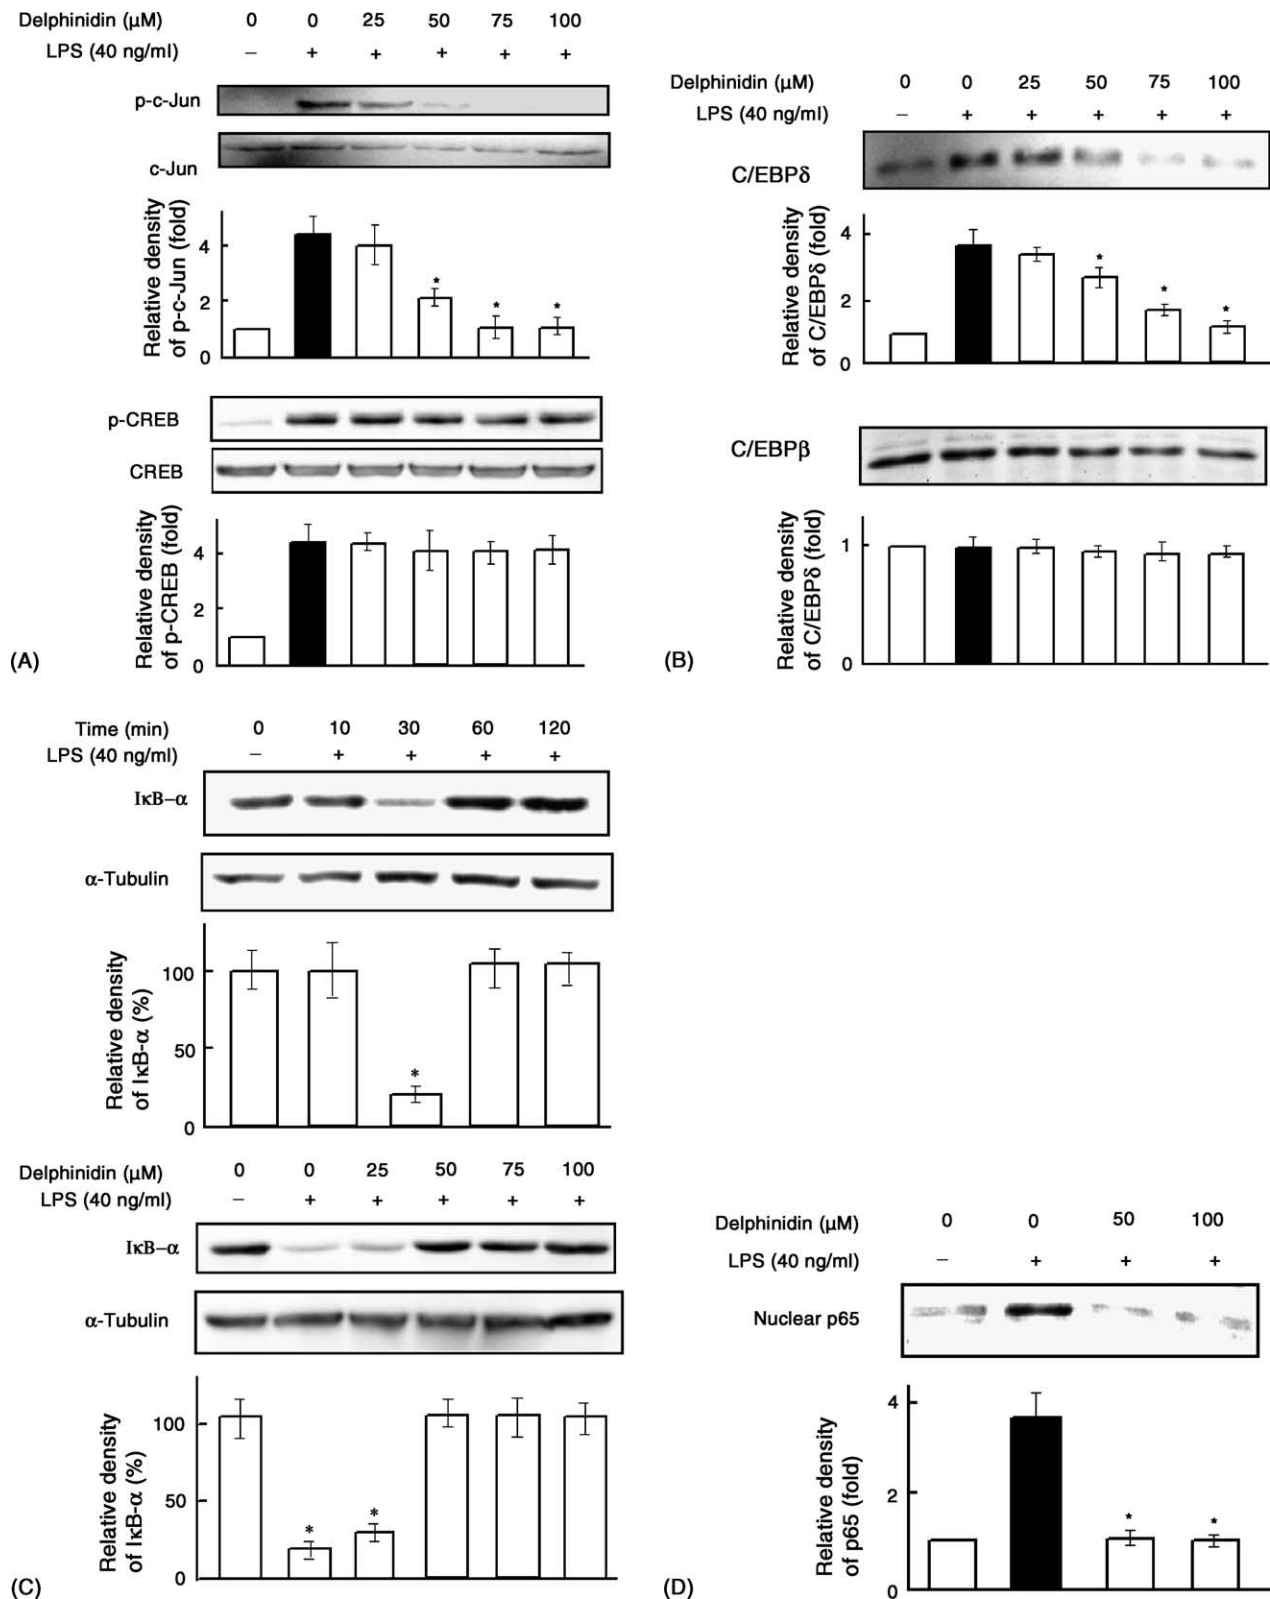 Delphinidin (μM) 0 0 25 50 75 100
LPS (40 ng/ml) – + + + + +
p-c-Jun
c-Jun
Relative density
of p-c-Jun (fold)
4
2
0
* * *
p-CREB
CREB
Relative density
of p-CREB (fold)
4
2
0
(A)
Delphinidin (μM) 0 0 25 50 75 100
LPS (40 ng/ml) – + + + + +
C/EBPδ
Relative density
of C/EBPδ (fold)
4
2
0
* * *
C/EBPβ
Relative density
of C/EBPδ (fold)
1
0
(B)
Time (min) 0 10 30 60 120
LPS (40 ng/ml) – + + + +
IκB–α
α-Tubulin
Relative density
of IκB-α (%)
100
50
0
*
Delphinidin (μM) 0 0 25 50 75 100
LPS (40 ng/ml) – + + + + +
IκB–α
α-Tubulin
Relative density
of IκB-α (%)
100
50
0
* *
(C)
Delphinidin (μM) 0 0 50 100
LPS (40 ng/ml) – + + +
Nuclear p65
Relative density
of p65 (fold)
4
2
0
* *
(D)